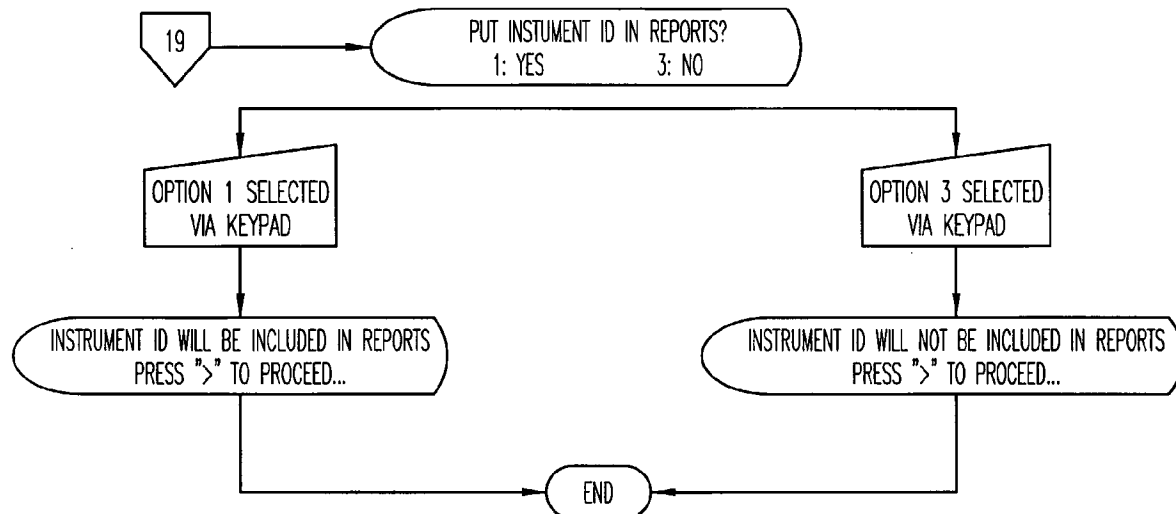 19
PUT INSTUMENT ID IN REPORTS?
1: YES 3: NO
OPTION 1 SELECTED
VIA KEYPAD
OPTION 3 SELECTED
VIA KEYPAD
INSTRUMENT ID WILL BE INCLUDED IN REPORTS
PRESS ">" TO PROCEED...
INSTRUMENT ID WILL NOT BE INCLUDED IN REPORTS
PRESS ">" TO PROCEED...
END